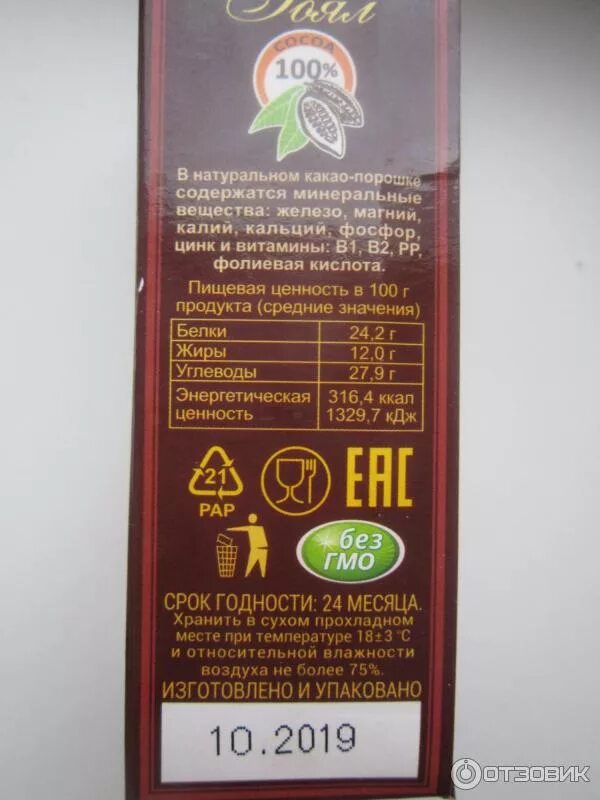 Роял
COCOA
100%
В натуральном какао-порошке
содержатся минеральные
вещества: железо, магний,
калий, кальций, фосфор,
цинк и витамины: В1, В2, РР,
фолиевая кислота.
Пищевая ценность в 100 г
продукта (средние значения)
Белки 24,2 г
Жиры 12,0 г
Углеводы 27,9 г
Энергетическая 316,4 ккал
ценность 1329,7 кДж
21
PAP
EAC
без
ГМО
СРОК ГОДНОСТИ: 24 МЕСЯЦА.
Хранить в сухом прохладном
месте при температуре 18±3 °С
и относительной влажности
воздуха не более 75%.
ИЗГОТОВЛЕНО И УПАКОВАНО
10.2019
ОТЗОВИК